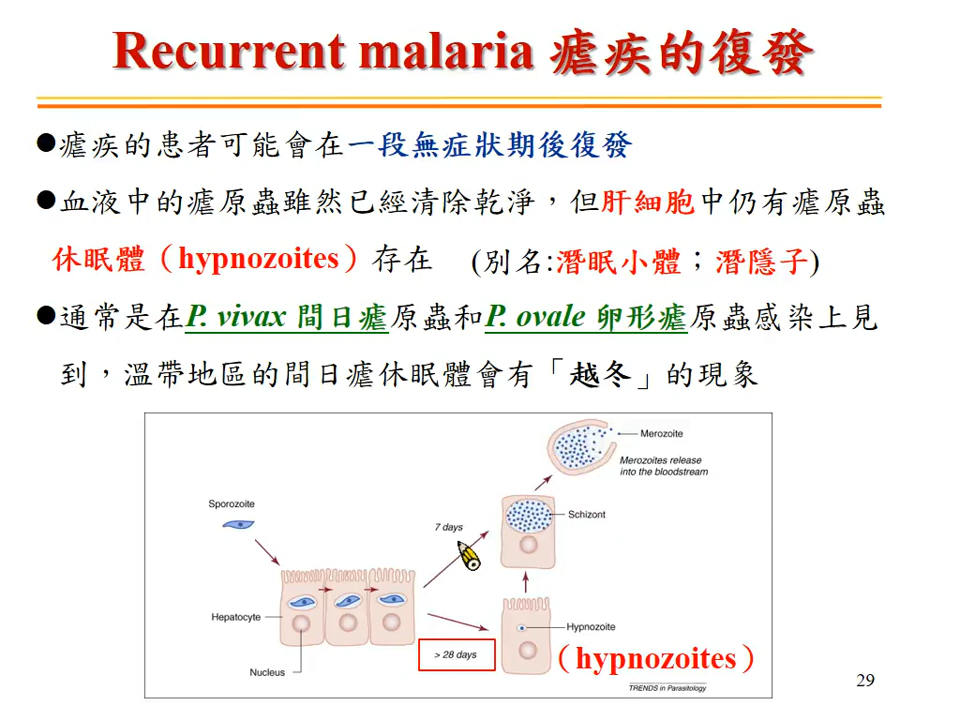 Recurrent malaria 瘧疾的復發
●瘧疾的患者可能會在一段無症狀期後復發
●血液中的瘧原蟲雖然已經清除乾淨，但肝細胞中仍有瘧原蟲
休眠體（hypnozoites）存在 (別名:潛眠小體；潛隱子)
●通常是在P. vivax 間日瘧原蟲和P. ovale 卵形瘧原蟲感染上見
到，溫帶地區的間日瘧休眠體會有「越冬」的現象
Merozoite
Merozoites release
into the bloodstream
Sporozoite
Schizont
7 days
Hepatocyte
Hypnozoite
> 28 days
（hypnozoites）
Nucleus
TRENDS in Parasitology
29